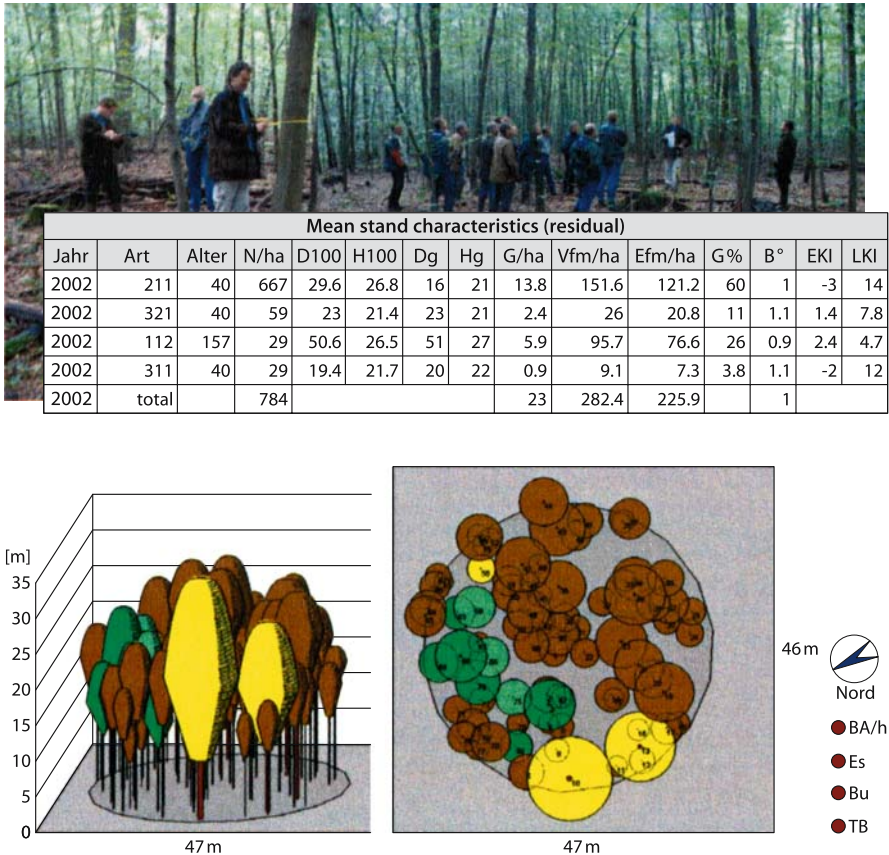 Mean stand characteristics (residual)
Jahr Art Alter N/ha D100 H100 Dg Hg G/ha Vfm/ha Efm/ha G% B° EKI LKI
2002 211 40 667 29.6 26.8 16 21 13.8 151.6 121.2 60 1 -3 14
2002 321 40 59 23 21.4 23 21 2.4 26 20.8 11 1.1 1.4 7.8
2002 112 157 29 50.6 26.5 51 27 5.9 95.7 76.6 26 0.9 2.4 4.7
2002 311 40 29 19.4 21.7 20 22 0.9 9.1 7.3 3.8 1.1 -2 12
2002 total 784 23 282.4 225.9 1
[m]
35
30
25
20
15
10
5
0
47 m
47 m
46 m
Nord
BA/h
Es
Bu
TB